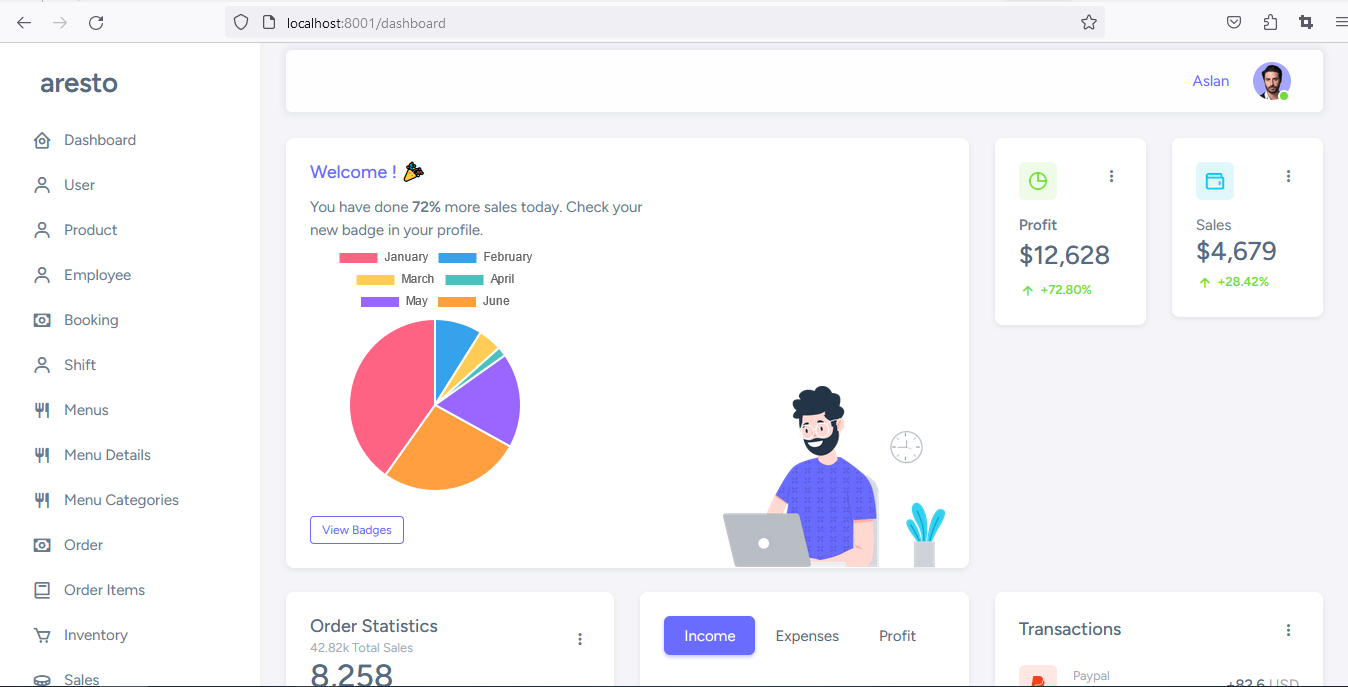 localhost:8001/dashboard
aresto
Aslan
Dashboard
User
Product
Employee
Booking
Shift
Menus
Menu Details
Menu Categories
Order
Order Items
Inventory
Sales
Welcome !
You have done 72% more sales today. Check your
new badge in your profile.
January February
March April
May June
View Badges
Profit
$12,628
+72.80%
Sales
$4,679
+28.42%
Order Statistics
42.82k Total Sales
8,258
Income Expenses Profit
Transactions
Paypal
+82.6 USD